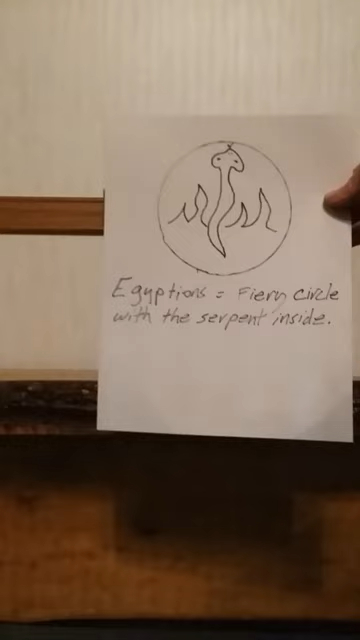 Egyptions = Fiery Circle
with the serpent inside.